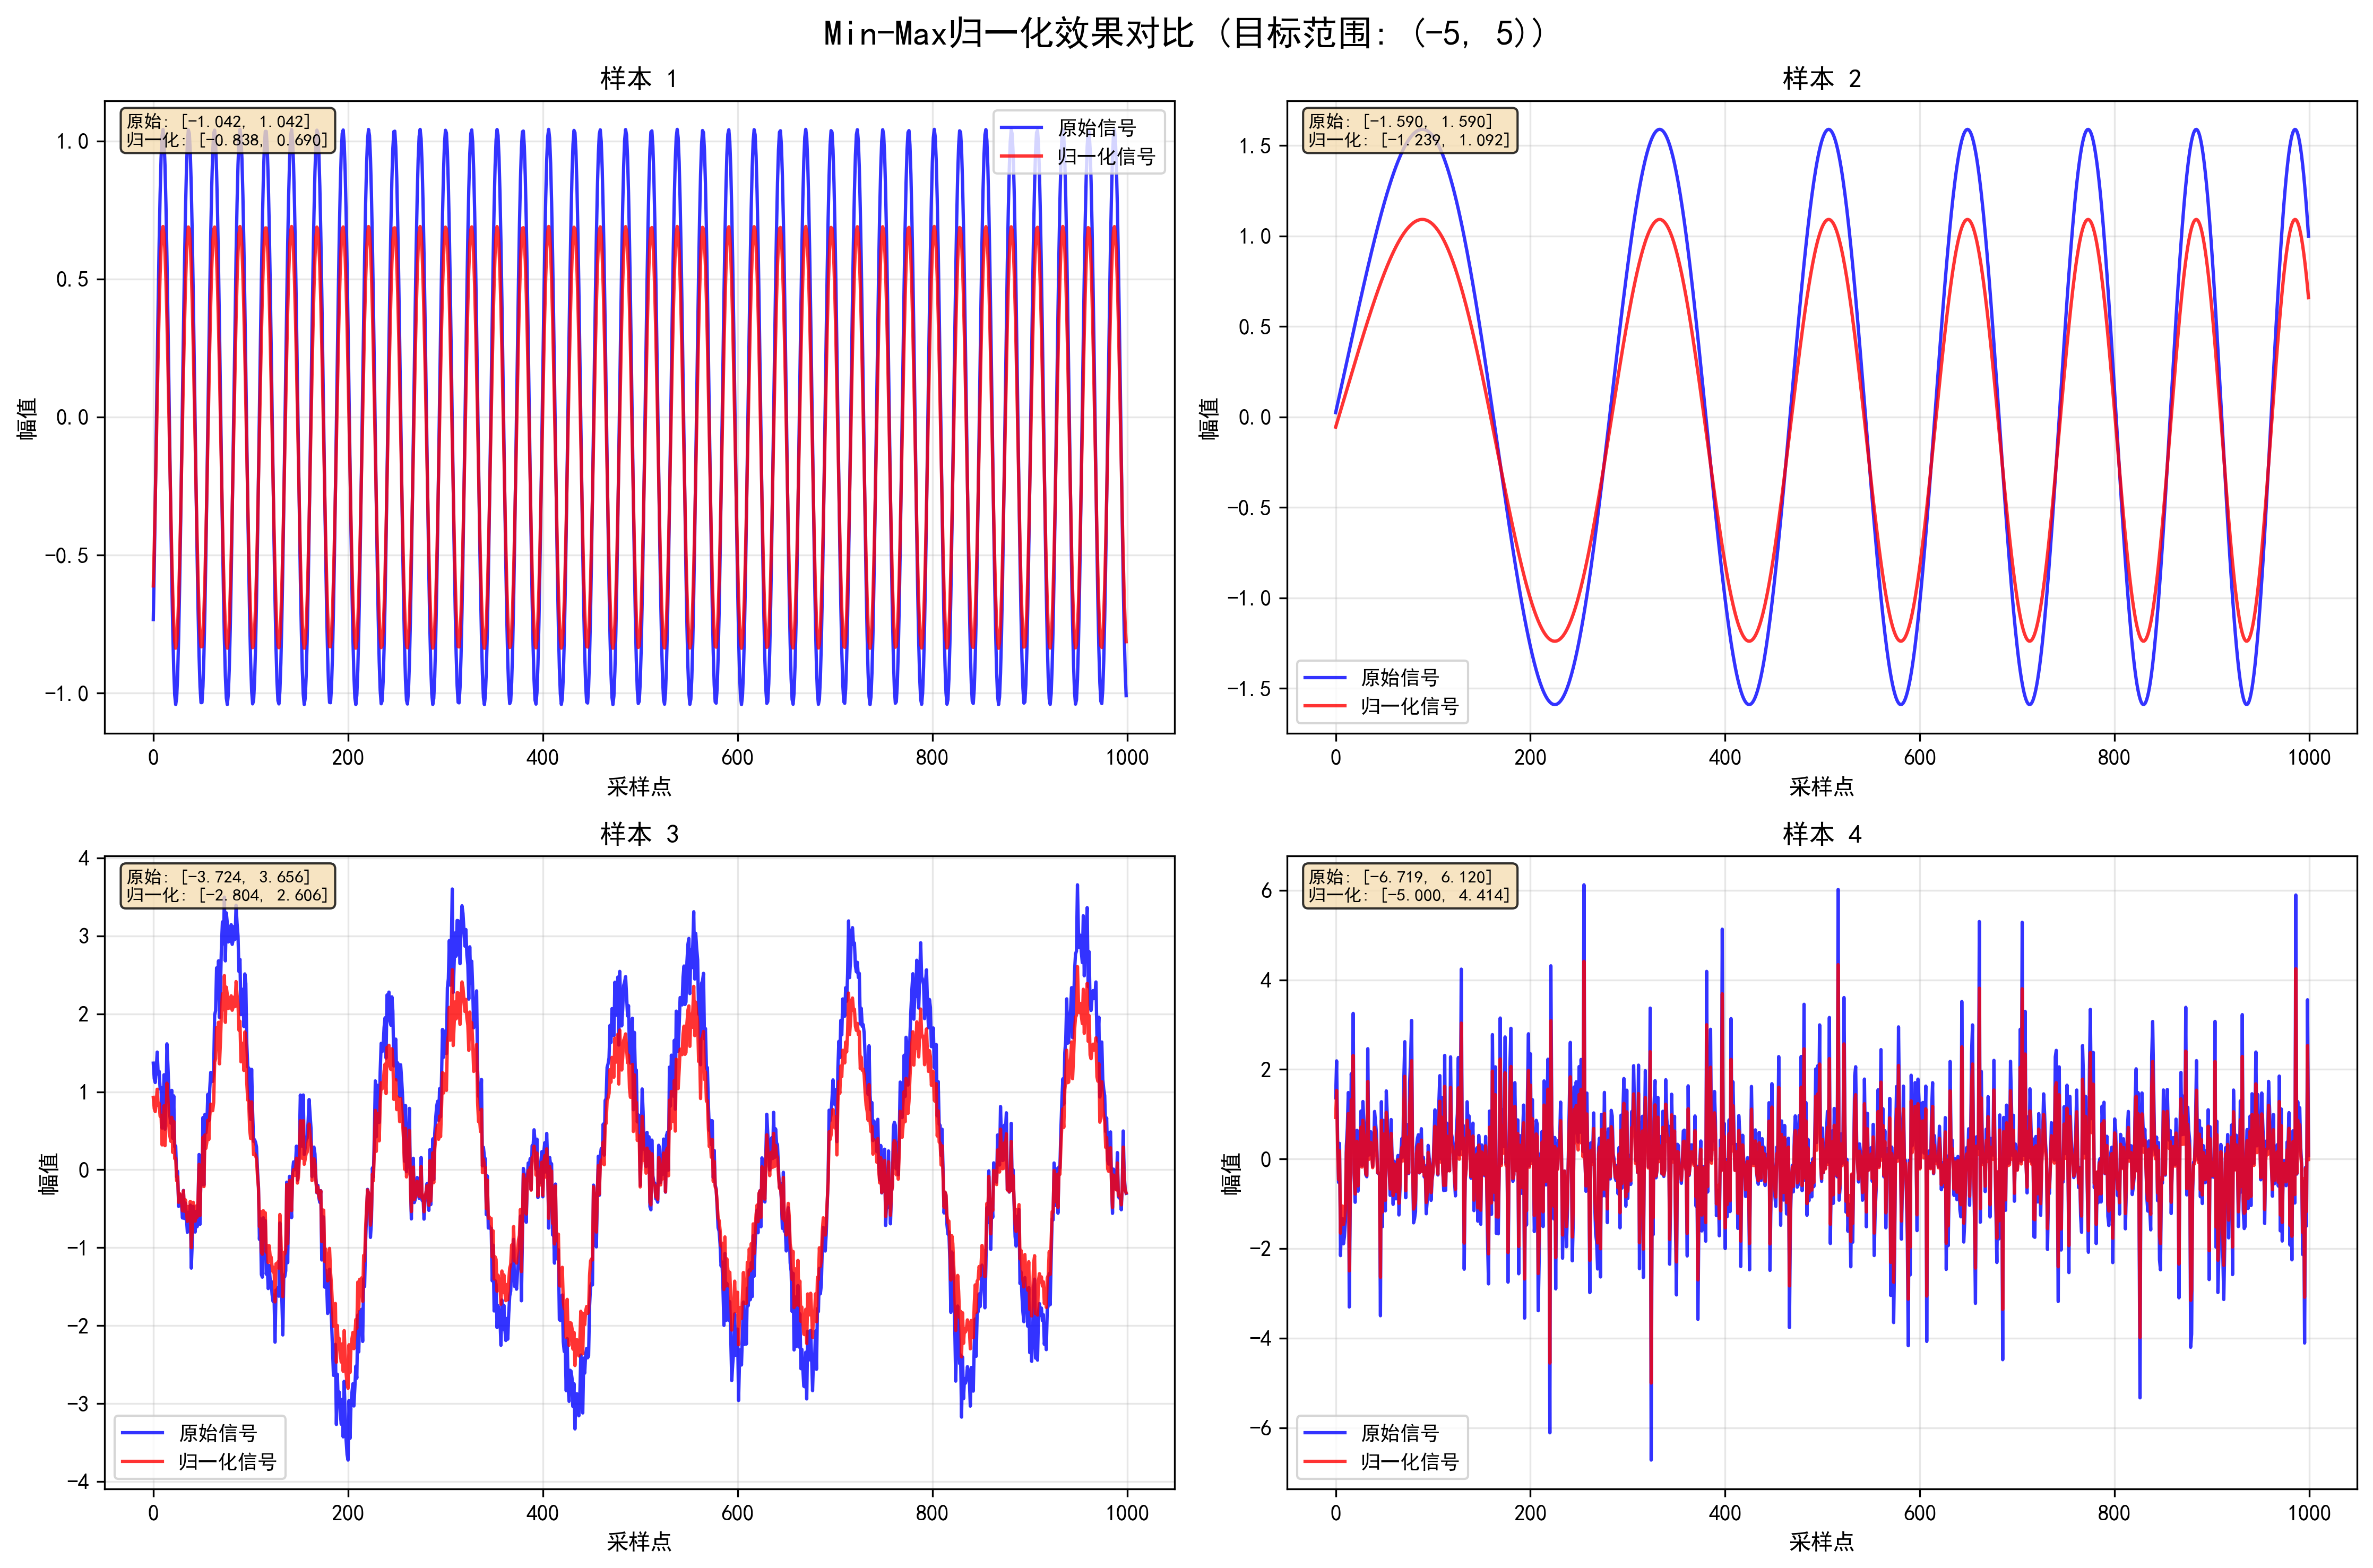 Min-Max归一化效果对比 (目标范围: (-5, 5))
样本 1
原始: [-1.042, 1.042]
归一化: [-0.838, 0.690]
原始信号
归一化信号
1.0
0.5
0.0
-0.5
-1.0
幅值
0 200 400 600 800 1000
采样点
样本 2
原始: [-1.590, 1.590]
归一化: [-1.239, 1.092]
1.5
1.0
0.5
0.0
-0.5
-1.0
-1.5
幅值
原始信号
归一化信号
0 200 400 600 800 1000
采样点
样本 3
原始: [-3.724, 3.656]
归一化: [-2.804, 2.606]
4
3
2
1
0
-1
-2
-3
-4
幅值
原始信号
归一化信号
0 200 400 600 800 1000
采样点
样本 4
原始: [-6.719, 6.120]
归一化: [-5.000, 4.414]
6
4
2
0
-2
-4
-6
幅值
原始信号
归一化信号
0 200 400 600 800 1000
采样点